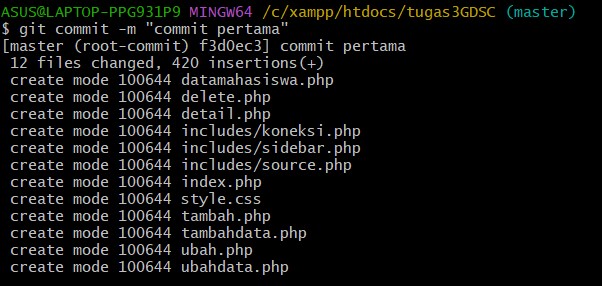 ASUS@LAPTOP-PPG931P9 MINGW64 /c/xampp/htdocs/tugas3GDSC (master)
$ git commit -m "commit pertama"
[master (root-commit) f3d0ec3] commit pertama
 12 files changed, 420 insertions(+)
 create mode 100644 datamahasiswa.php
 create mode 100644 delete.php
 create mode 100644 detail.php
 create mode 100644 includes/koneksi.php
 create mode 100644 includes/sidebar.php
 create mode 100644 includes/source.php
 create mode 100644 index.php
 create mode 100644 style.css
 create mode 100644 tambah.php
 create mode 100644 tambahdata.php
 create mode 100644 ubah.php
 create mode 100644 ubahdata.php